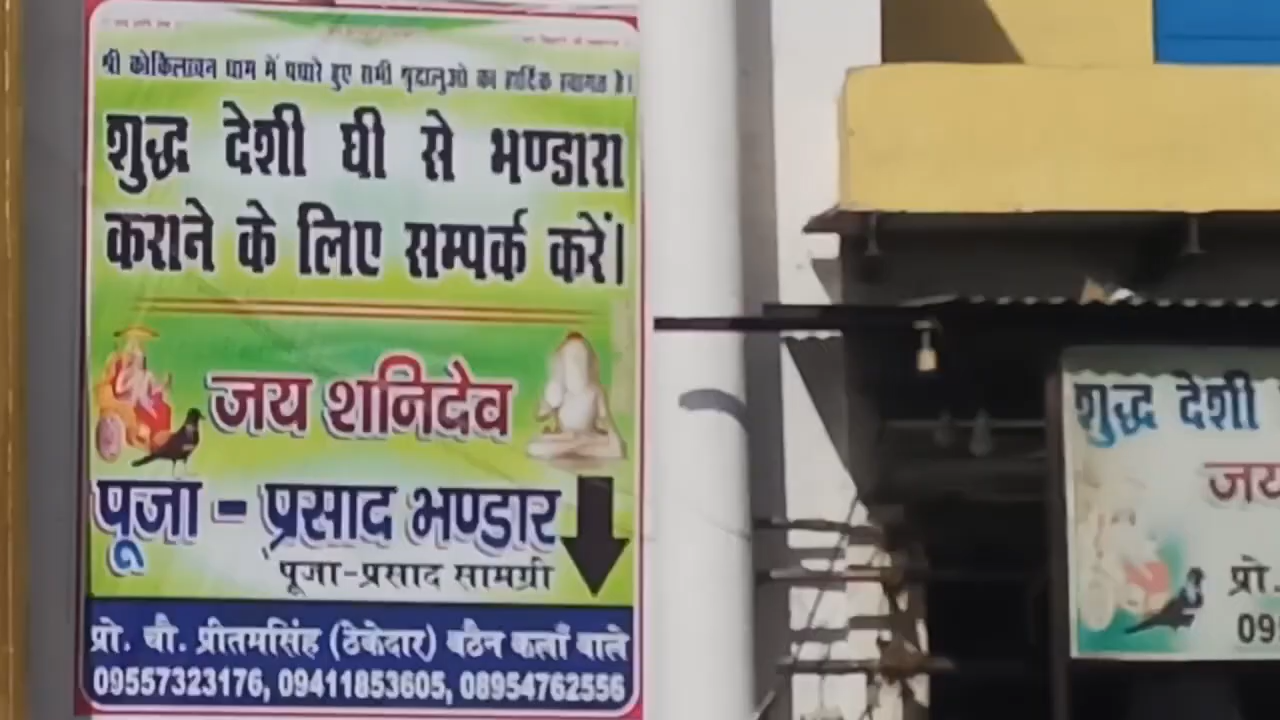 श्री कोकिलावन धाम में पधारे हुए सभी श्रृदालुओ का हार्दिक स्वागत है।
शुद्ध देशी घी से भण्डारा
कराने के लिए सम्पर्क करें।
जय शनिदेव
पूजा - प्रसाद भण्डार
पूजा-प्रसाद सामग्री
प्रो. चौ. प्रीतमसिंह (ठेकेदार) बठैन कलाँ वाले
09557323176, 09411853605, 08954762556
शुद्ध देशी
जय
प्रो.
09